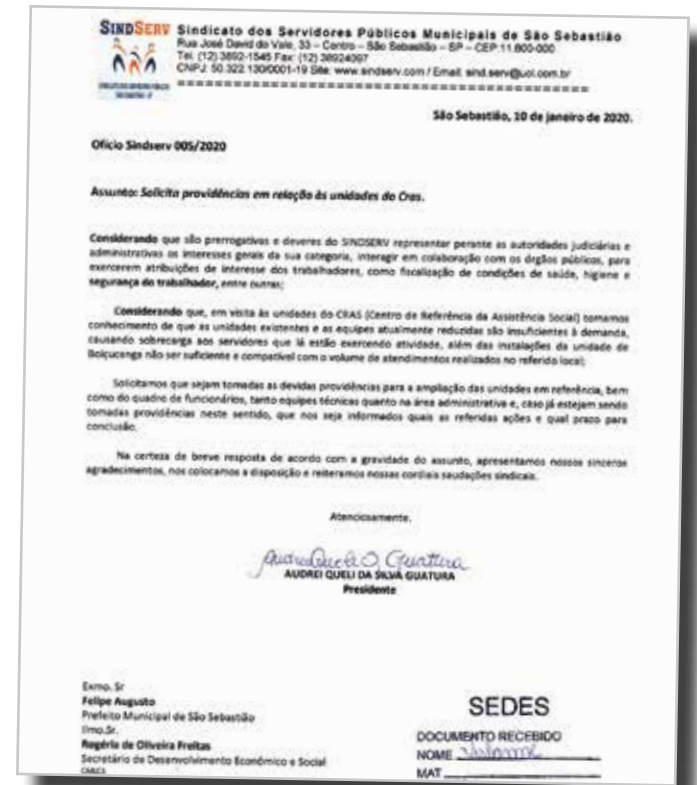 SINDSERV
Sindicato dos Servidores Públicos Municipais de São Sebastião
Rua José David do Vale, 33 – Centro – São Sebastião – SP – CEP:11.600-000
Tel. (12) 3892-1545 Fax: (12) 38924097
CNPJ: 50.322.130/0001-19 Site: www.sindserv.com / Email: sind.serv@uol.com.br
São Sebastião, 10 de janeiro de 2020.
Ofício Sindserv 005/2020
Assunto: Solicita providências em relação às unidades do Cras.
Considerando que são prerrogativas e deveres do SINDSERV representar perante as autoridades judiciárias e
administrativas os interesses gerais da sua categoria, interagir em colaboração com os órgãos públicos, para
exercerem atribuições de interesse dos trabalhadores, como fiscalização de condições de saúde, higiene e
segurança do trabalhador, entre outras;
Considerando que, em visita às unidades do CRAS (Centro de Referência da Assistência Social) tomamos
conhecimento de que as unidades existentes e as equipes atualmente reduzidas são insuficientes à demanda,
causando sobrecarga aos servidores que lá estão exercendo atividade, além das instalações da unidade de
Boiçucanga não ser suficiente e compatível com o volume de atendimentos realizados no referido local;
Solicitamos que sejam tomadas as devidas providências para a ampliação das unidades em referência, bem
como do quadro de funcionários, tanto equipes técnicas quanto na área administrativa e, caso já estejam sendo
tomadas providências neste sentido, que nos seja informados quais as referidas ações e qual prazo para
conclusão.
Na certeza de breve resposta de acordo com a gravidade do assunto, apresentamos nossos sinceros
agradecimentos, nos colocamos a disposição e reiteramos nossas cordiais saudações sindicais.
Atenciosamente.
AUDREI QUELI DA SILVA GUATURA
Presidente
Exmo. Sr
Felipe Augusto
Prefeito Municipal de São Sebastião
Ilmo.Sr.
Rogério de Oliveira Freitas
Secretário de Desenvolvimento Econômico e Social
SEDES
DOCUMENTO RECEBIDO
NOME
MAT